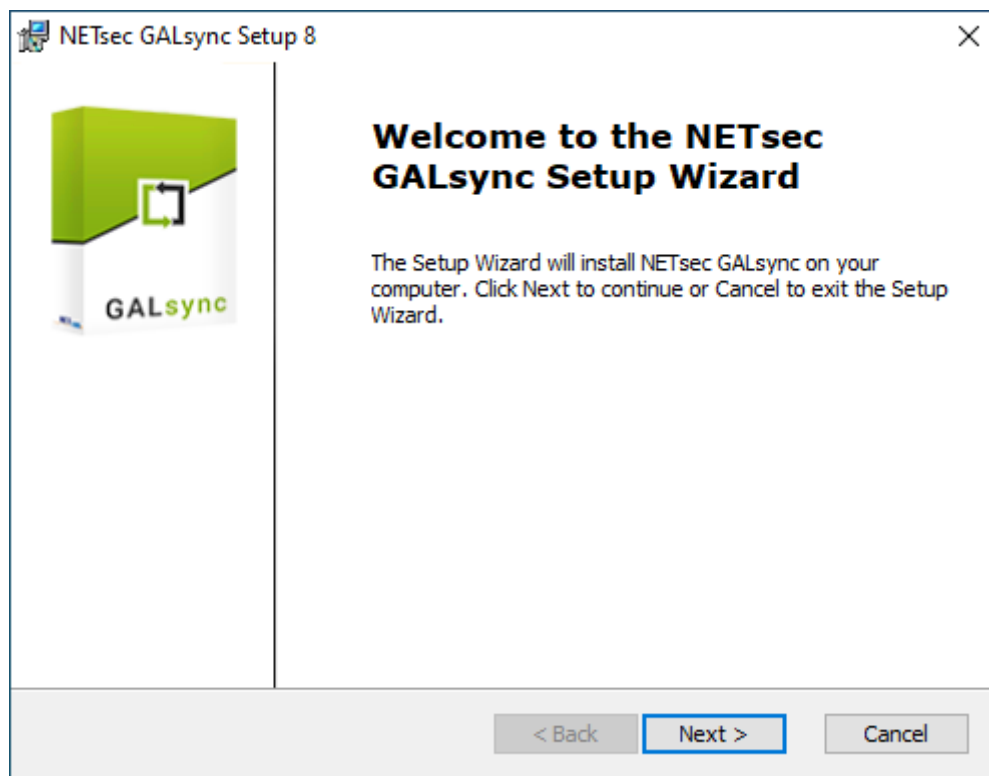 NETsec GALsync Setup 8
Welcome to the NETsec
GALsync Setup Wizard
The Setup Wizard will install NETsec GALsync on your
computer. Click Next to continue or Cancel to exit the Setup
Wizard.
GALsync
< Back
Next >
Cancel